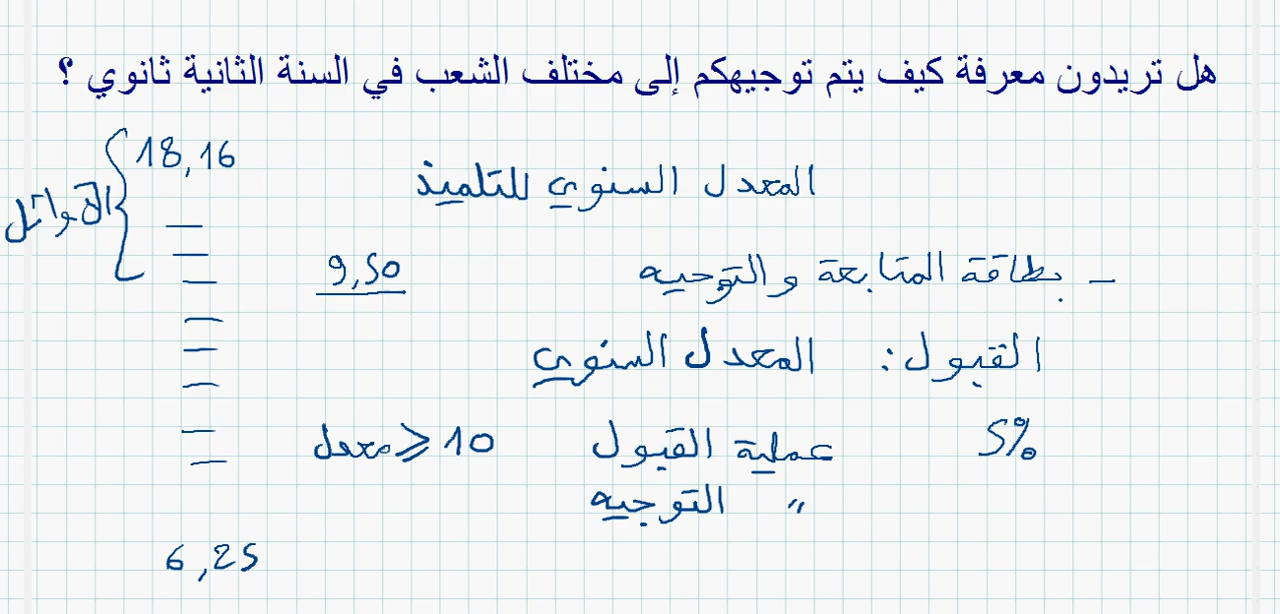 هل تريدون معرفة كيف يتم توجيهكم إلى مختلف الشعب في السنة الثانية ثانوي ؟
المعدل السنوي للتلميذ
18,16
الأوائل
- بطاقة المتابعة والتوجيه
9,50
القبول : المعدل السنوي
5%
عملية القبول
معدل ⩾ 10
〃 التوجيه
6,25